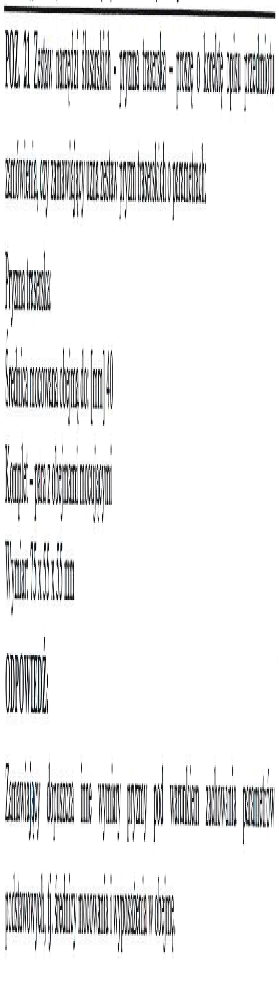 POZ. 21 Zestaw narzędzi ślusarskich - pryzma traserska – proszę o korektę opisu przedmiotu
zamówienia, czy zamawiający uzna zestaw pryzm traserskich o parametrach:
Pryzma traserska:
Średnica mocowana obejmą do: [mm] 40
Komplet – para z obejmami mocującymi
Wymiar: 75 x 55 x 55 mm
ODPOWIEDŹ:
Zamawiający dopuszcza inne wymiary pryzmy pod warunkiem zachowania parametrów
podstawowych, tj. średnicy mocowania i wyposażenia w obejmę.